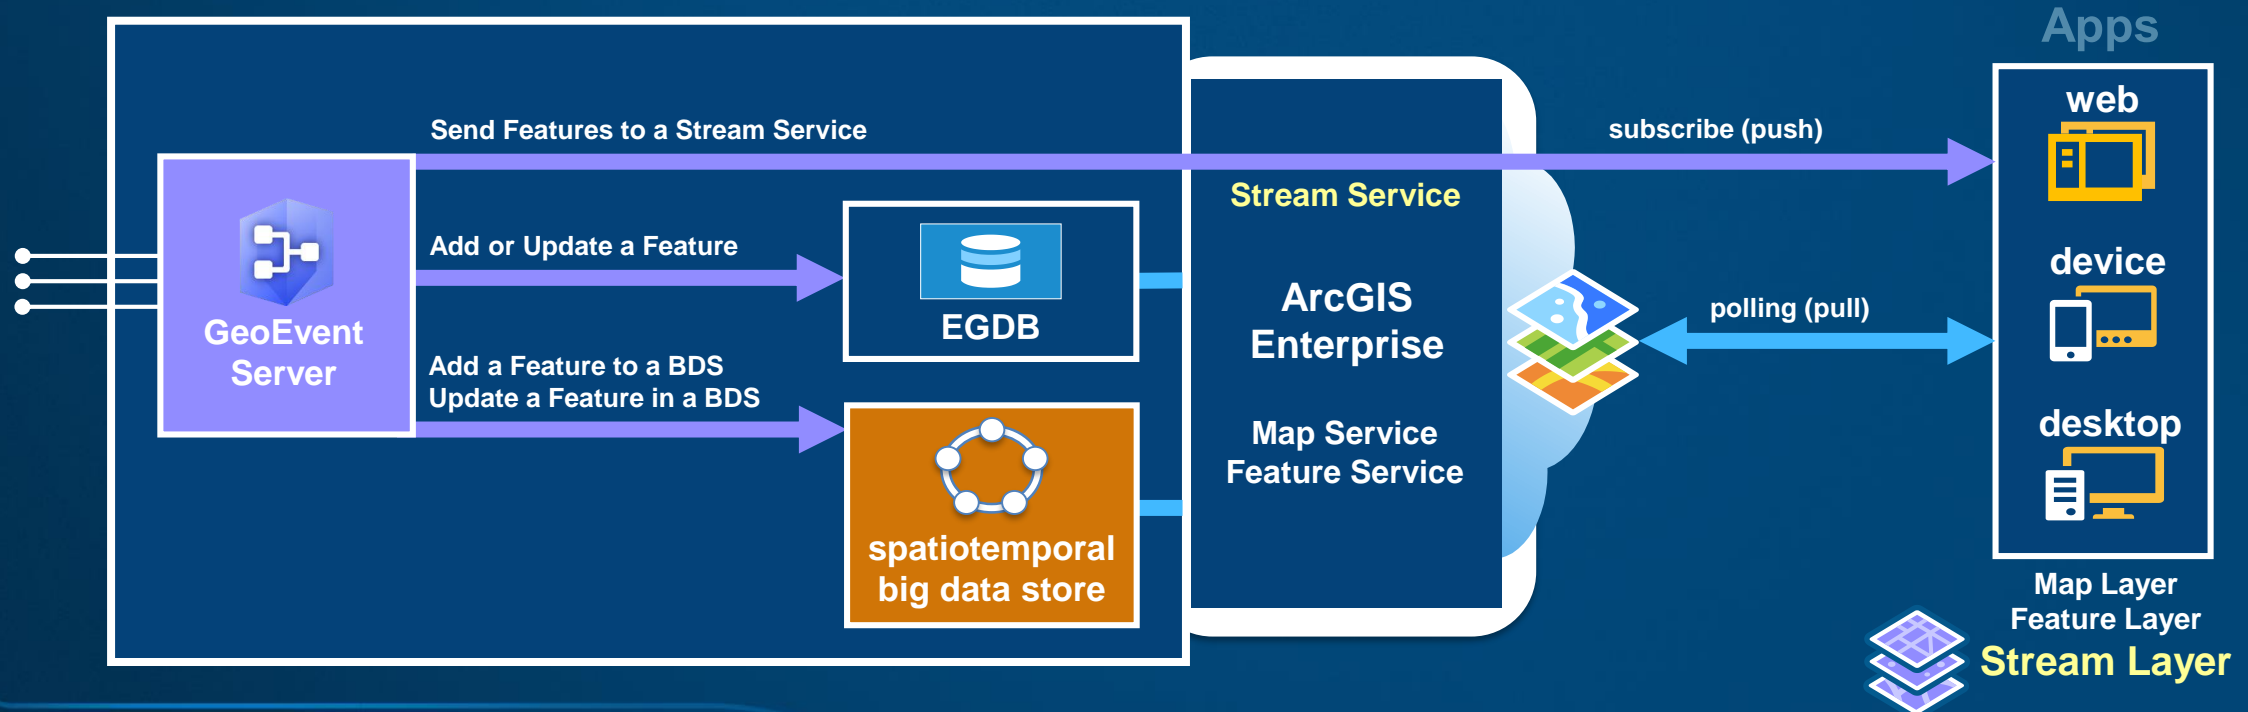 Apps
Send Features to a Stream Service
subscribe (push)
web
Stream Service
GeoEvent
Server
Add or Update a Feature
EGDB
ArcGIS
Enterprise
polling (pull)
device
Add a Feature to a BDS
Update a Feature in a BDS
spatiotemporal
big data store
Map Service
Feature Service
desktop
Map Layer
Feature Layer
Stream Layer